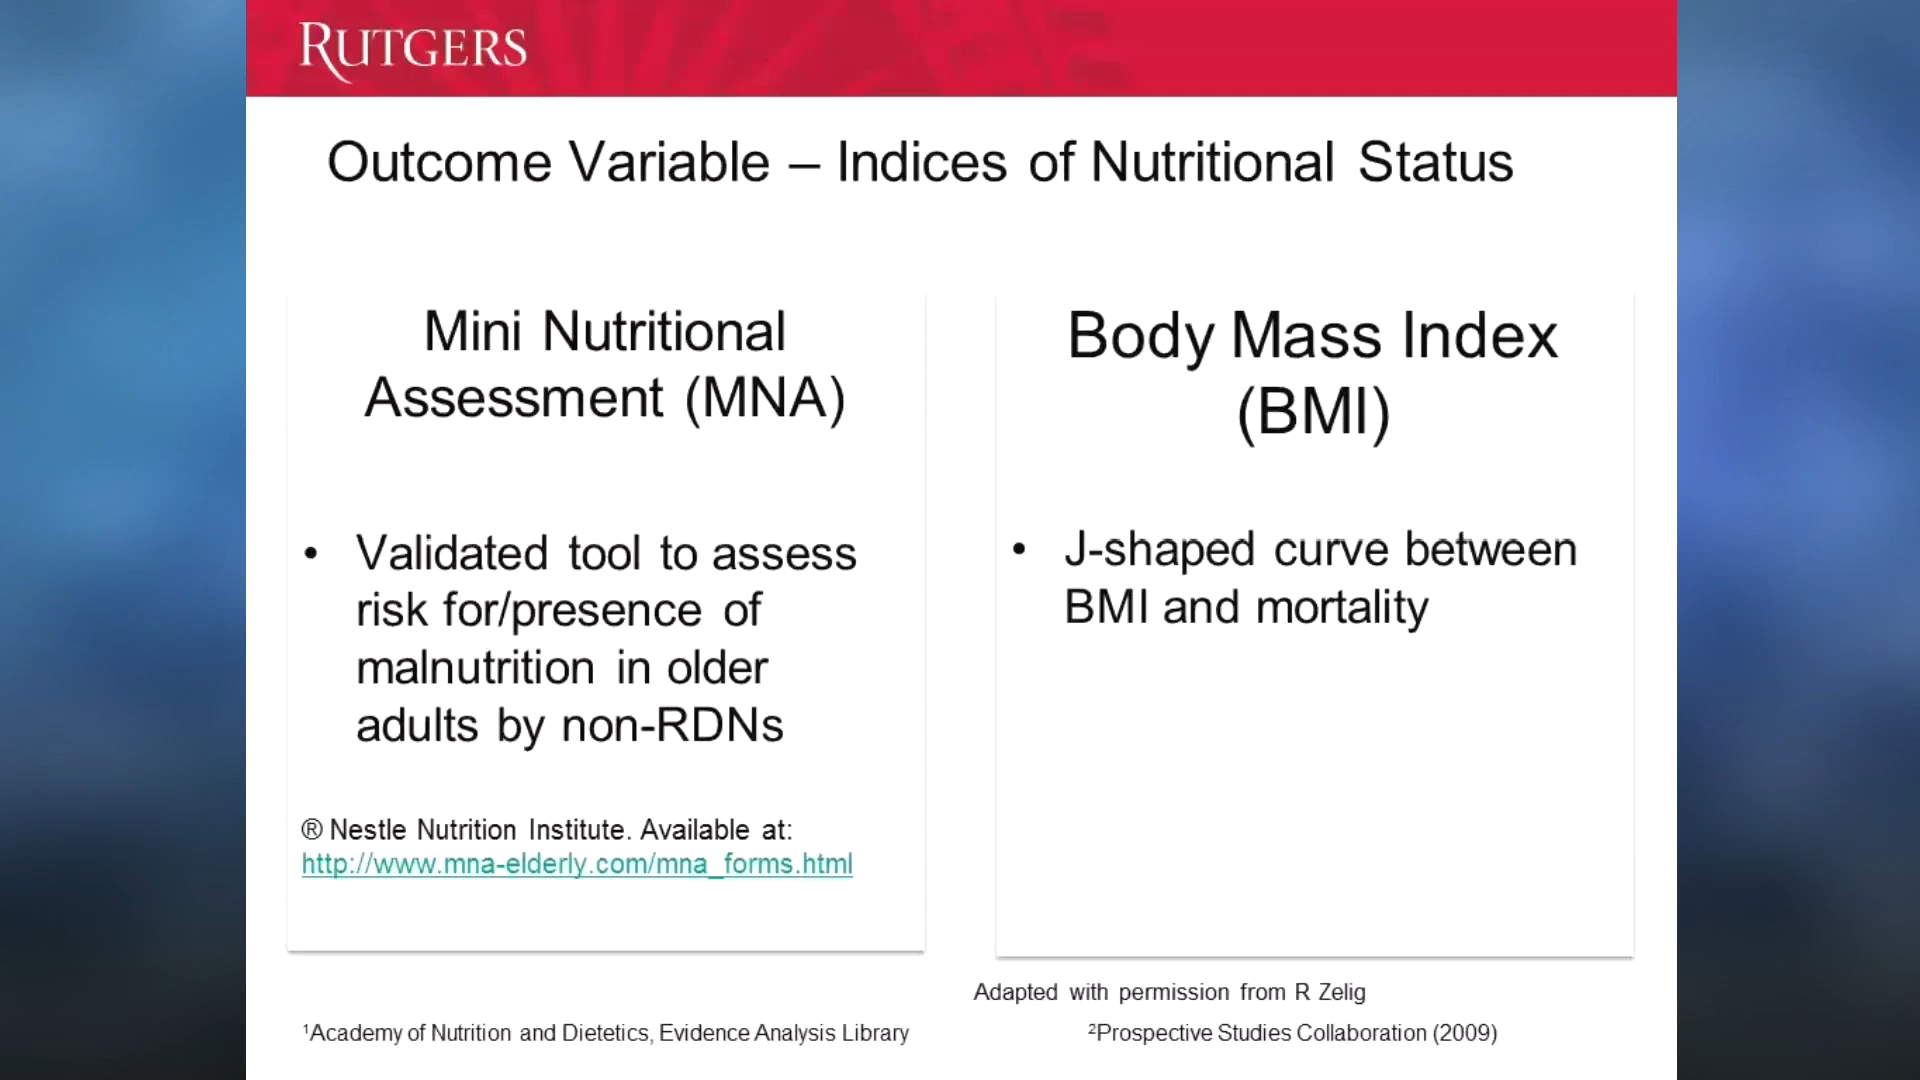 RUTGERS
Outcome Variable – Indices of Nutritional Status
Mini Nutritional
Assessment (MNA)
• Validated tool to assess
risk for/presence of
malnutrition in older
adults by non-RDNs
® Nestle Nutrition Institute. Available at:
http://www.mna-elderly.com/mna_forms.html
Body Mass Index
(BMI)
• J-shaped curve between
BMI and mortality
Adapted with permission from R Zelig
¹Academy of Nutrition and Dietetics, Evidence Analysis Library
²Prospective Studies Collaboration (2009)